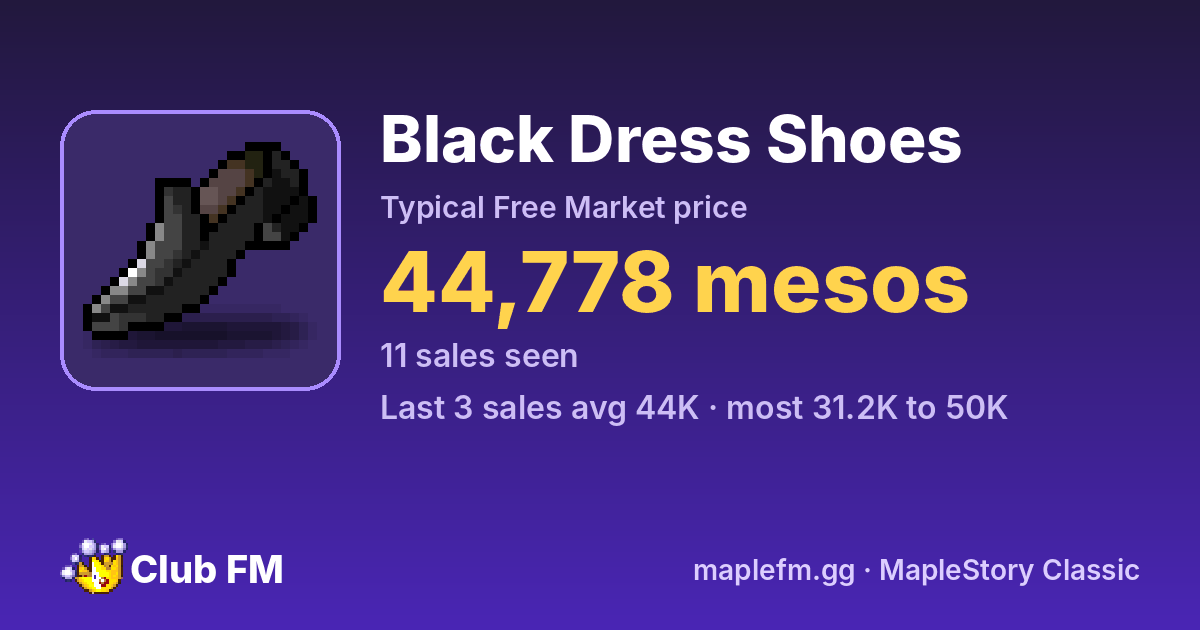 Black Dress Shoes
Typical Free Market price
44,778 mesos
11 sales seen
Last 3 sales avg 44K · most 31.2K to 50K
Club FM
maplefm.gg · MapleStory Classic